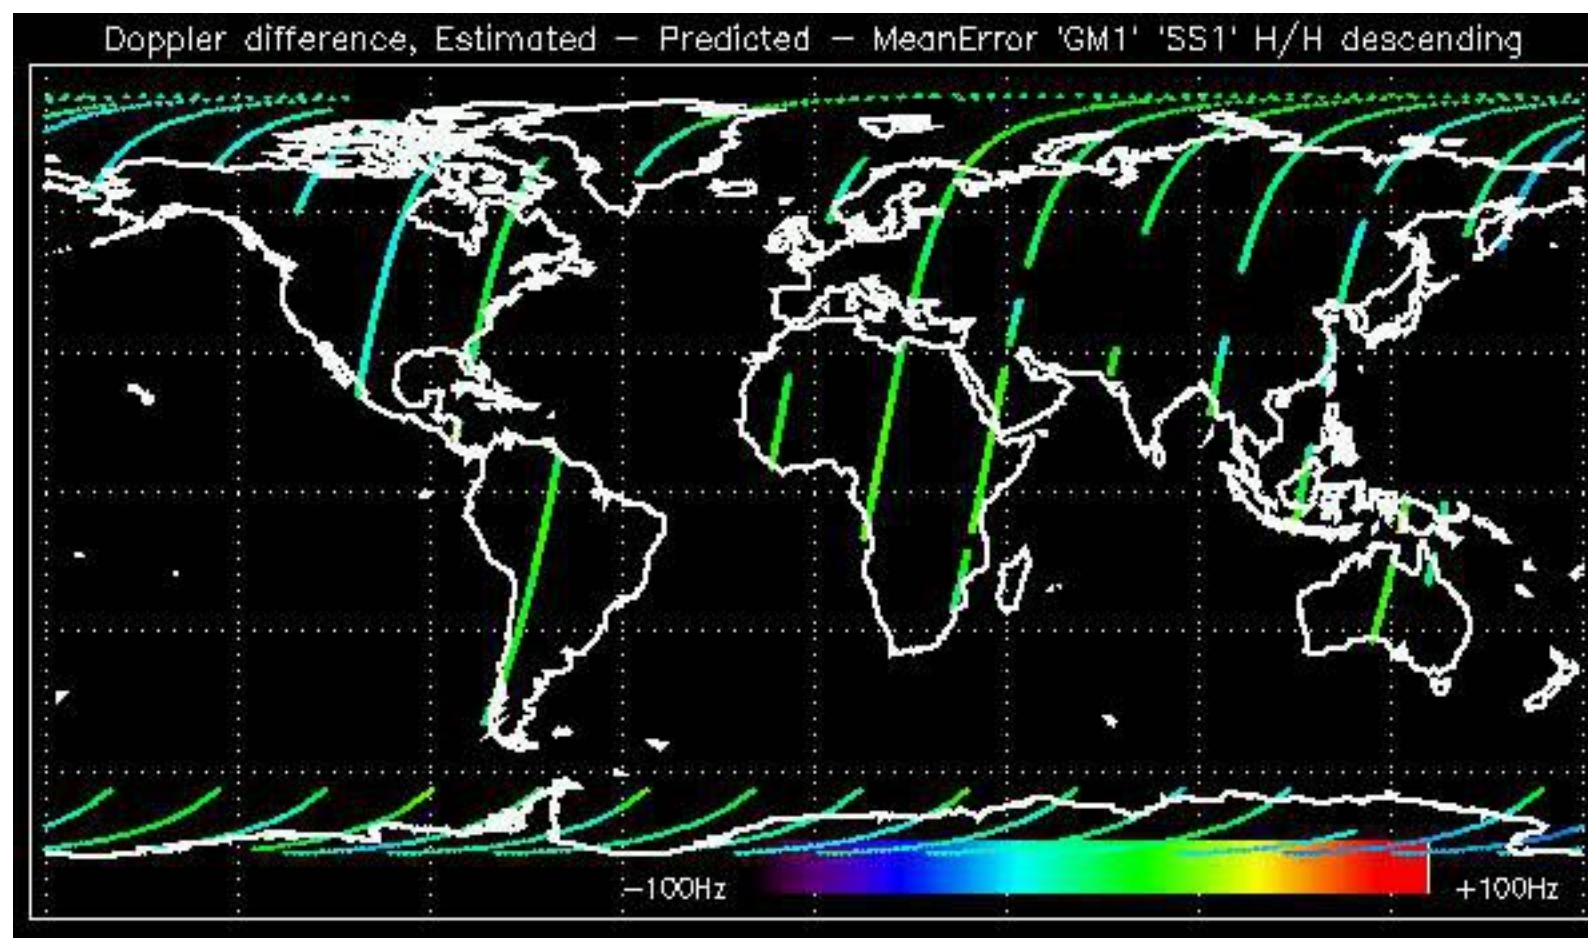 Doppler difference, Estimated – Predicted – MeanError 'GM1' 'SS1' H/H descending
-100Hz +100Hz